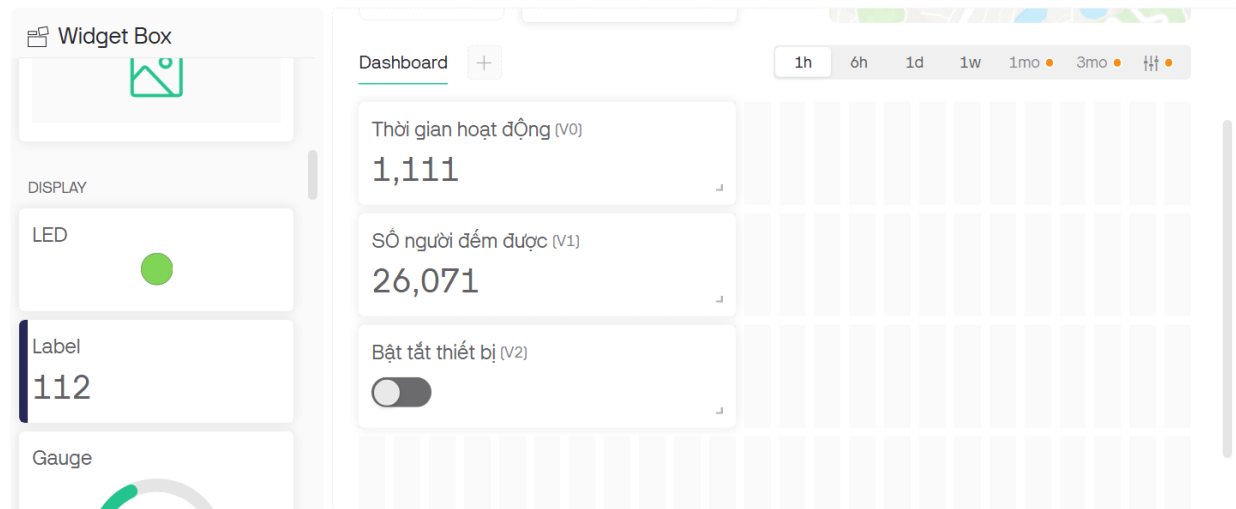 Widget Box
DISPLAY
LED
Label
112
Gauge
Dashboard
1h 6h 1d 1w 1mo 3mo
Thời gian hoạt đỘng (V0)
1,111
SỐ người đếm được (V1)
26,071
Bật tắt thiết bị (V2)